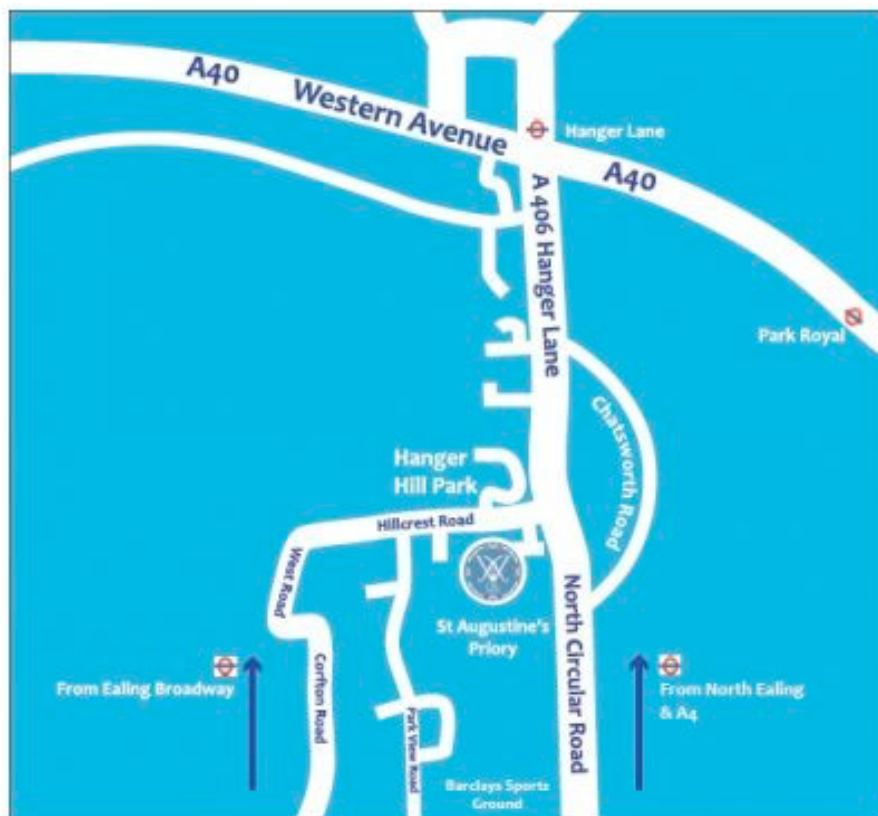 A40
Western Avenue
Hanger Lane
A40
A 406 Hanger Lane
Park Royal
Chatsworth Road
Hanger
Hill Park
Hillcrest Road
West Road
St Augustine's
Priory
North Circular Road
From Ealing Broadway
Corfton Road
From North Ealing
& A4
Park View Road
Barclays Sports
Ground